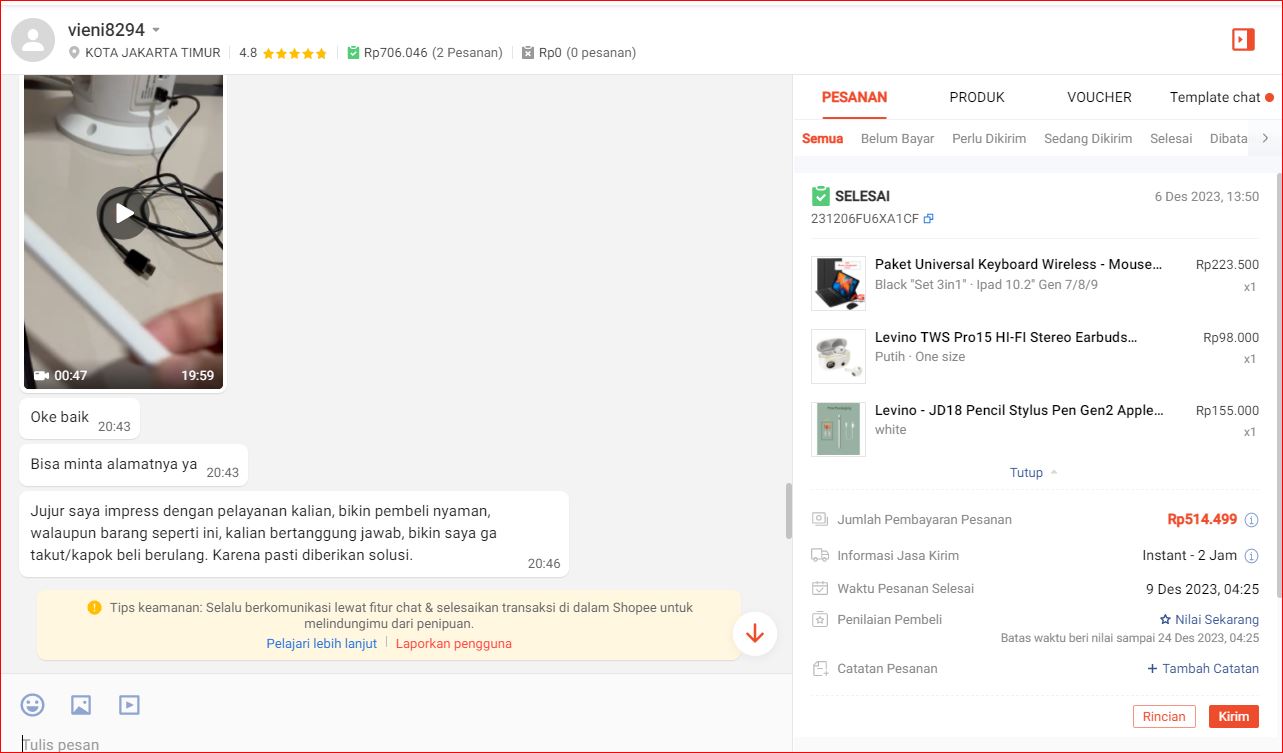 vieni8294
KOTA JAKARTA TIMUR 4.8 Rp706.046 (2 Pesanan) Rp0 (0 pesanan)
00:47 19:59
Oke baik 20:43
Bisa minta alamatnya ya 20:43
Jujur saya impress dengan pelayanan kalian, bikin pembeli nyaman,
walaupun barang seperti ini, kalian bertanggung jawab, bikin saya ga
takut/kapok beli berulang. Karena pasti diberikan solusi.
20:46
Tips keamanan: Selalu berkomunikasi lewat fitur chat & selesaikan transaksi di dalam Shopee untuk
melindungimu dari penipuan.
Pelajari lebih lanjut Laporkan pengguna
Tulis pesan
PESANAN PRODUK VOUCHER Template chat
Semua Belum Bayar Perlu Dikirim Sedang Dikirim Selesai Dibata
SELESAI 6 Des 2023, 13:50
231206FU6XA1CF
Paket Universal Keyboard Wireless - Mouse... Rp223.500
Black "Set 3in1" · Ipad 10.2" Gen 7/8/9 x1
Levino TWS Pro15 HI-FI Stereo Earbuds... Rp98.000
Putih · One size x1
Levino - JD18 Pencil Stylus Pen Gen2 Apple... Rp155.000
white x1
Tutup
Jumlah Pembayaran Pesanan Rp514.499
Informasi Jasa Kirim Instant - 2 Jam
Waktu Pesanan Selesai 9 Des 2023, 04:25
Penilaian Pembeli Nilai Sekarang
Batas waktu beri nilai sampai 24 Des 2023, 04:25
Catatan Pesanan + Tambah Catatan
Rincian Kirim